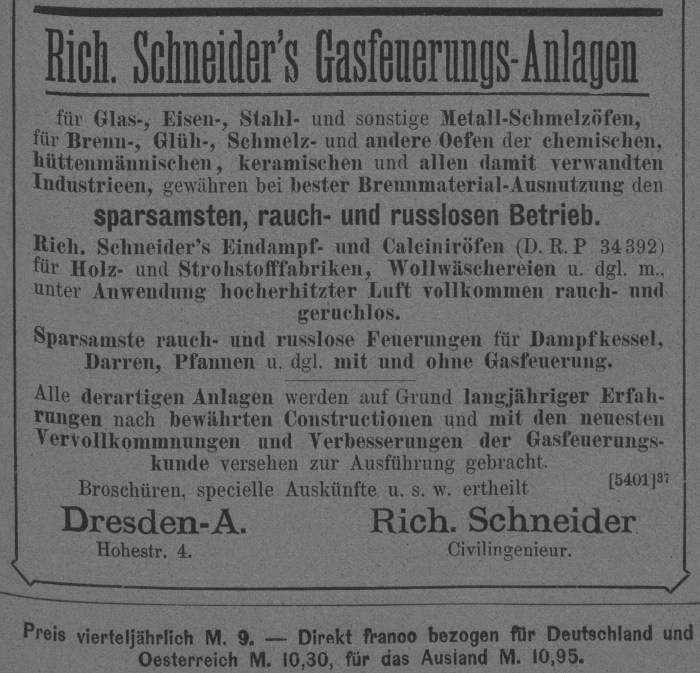 Rich. Schneider's Gasfeuerungs-Anlagen
für Glas-, Eisen-, Stahl- und sonstige Metall-Schmelzöfen,
für Brenn-, Glüh-, Schmelz- und andere Oefen der chemischen,
hüttenmännischen, keramischen und allen damit verwandten
Industrieen, gewähren bei bester Brennmaterial-Ausnutzung den
sparsamsten, rauch- und russlosen Betrieb.
Rich. Schneider's Eindampf- und Calciniröfen (D. R. P 34392)
für Holz- und Strohstofffabriken, Wollwäschereien u. dgl. m.,
unter Anwendung hocherhitzter Luft vollkommen rauch- und
geruchlos.
Sparsamste rauch- und russlose Feuerungen für Dampfkessel,
Darren, Pfannen u. dgl. mit und ohne Gasfeuerung.
Alle derartigen Anlagen werden auf Grund langjähriger Erfah-
rungen nach bewährten Constructionen und mit den neuesten
Vervollkommnungen und Verbesserungen der Gasfeuerungs-
kunde versehen zur Ausführung gebracht.
Broschüren, specielle Auskünfte u. s. w. ertheilt [5401]37
Dresden-A. Rich. Schneider
Hohestr. 4. Civilingenieur.
Preis vierteljährlich M. 9. — Direkt franco bezogen für Deutschland und
Oesterreich M. 10,30, für das Ausland M. 10,95.